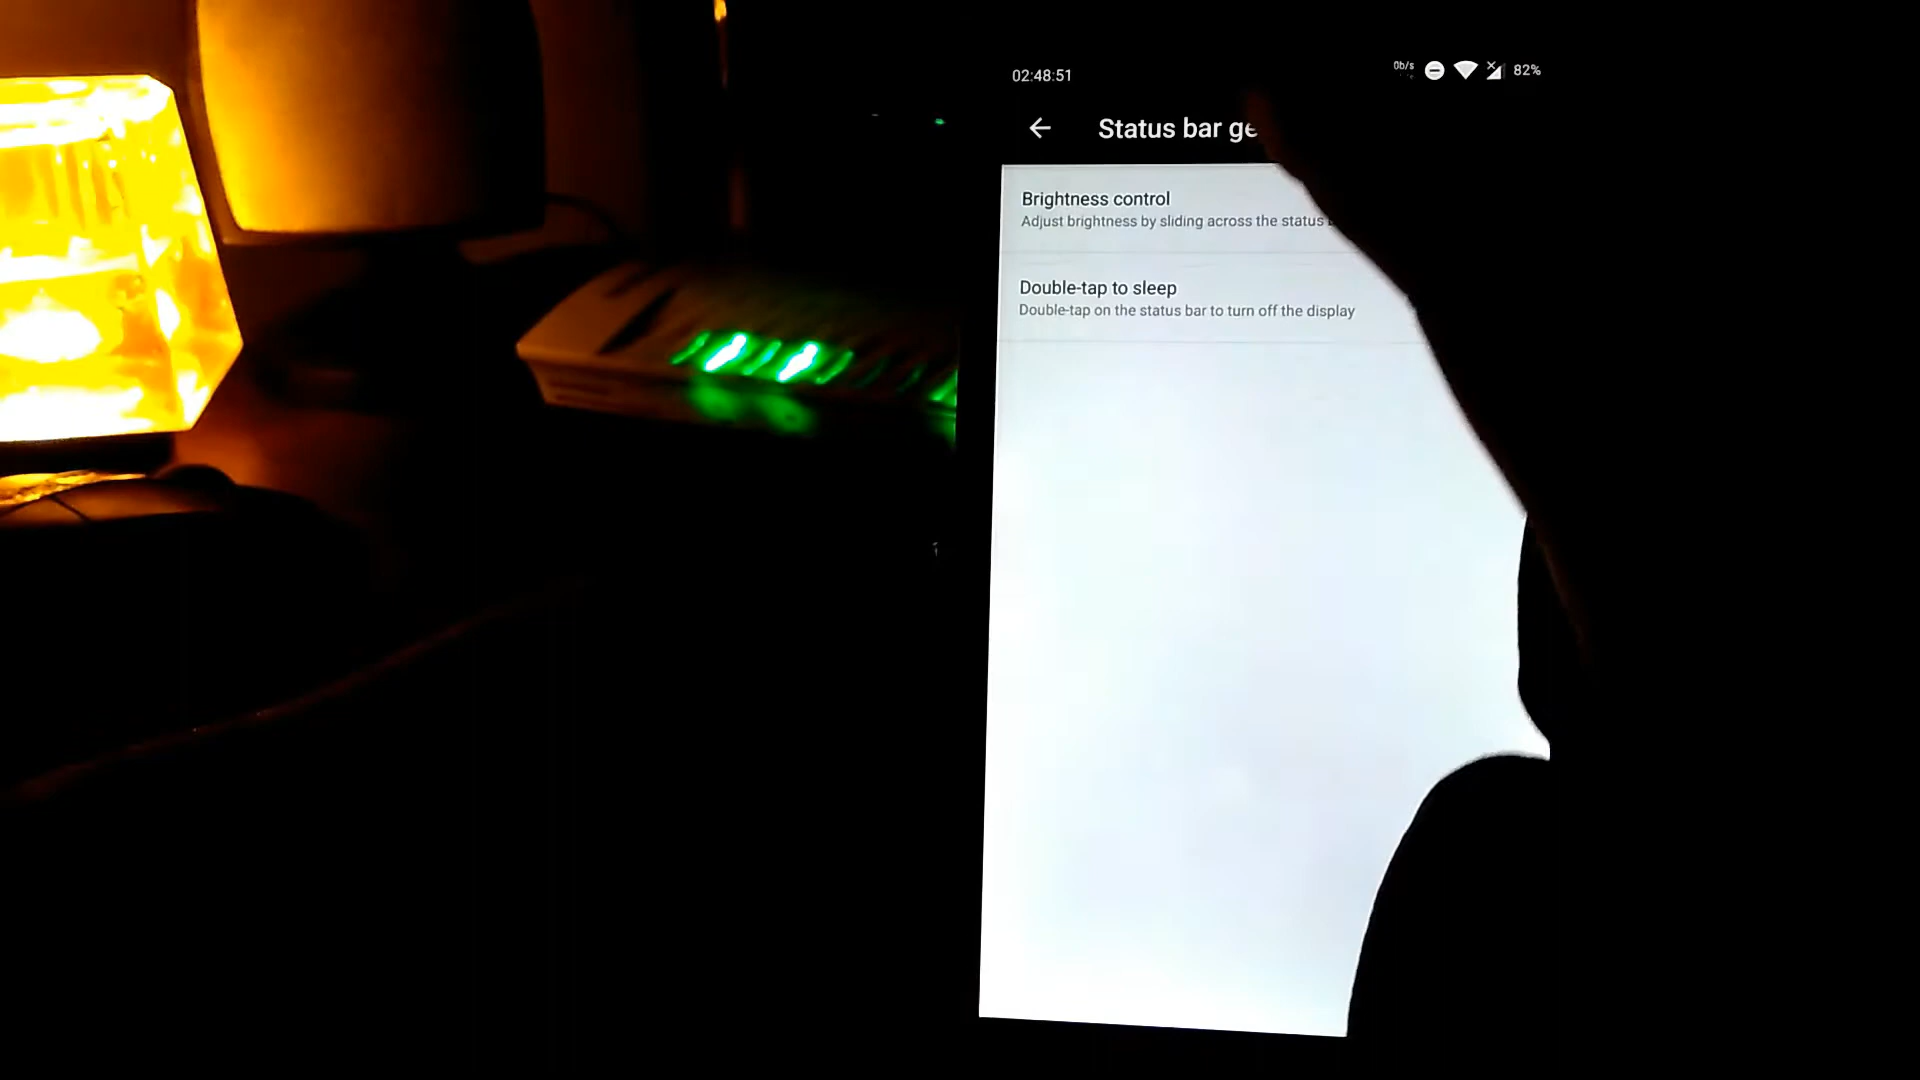 02:48:51
0b/s
82%
Status bar
Brightness control
Adjust brightness by sliding across the status
Double-tap to sleep
Double-tap on the status bar to turn off the display